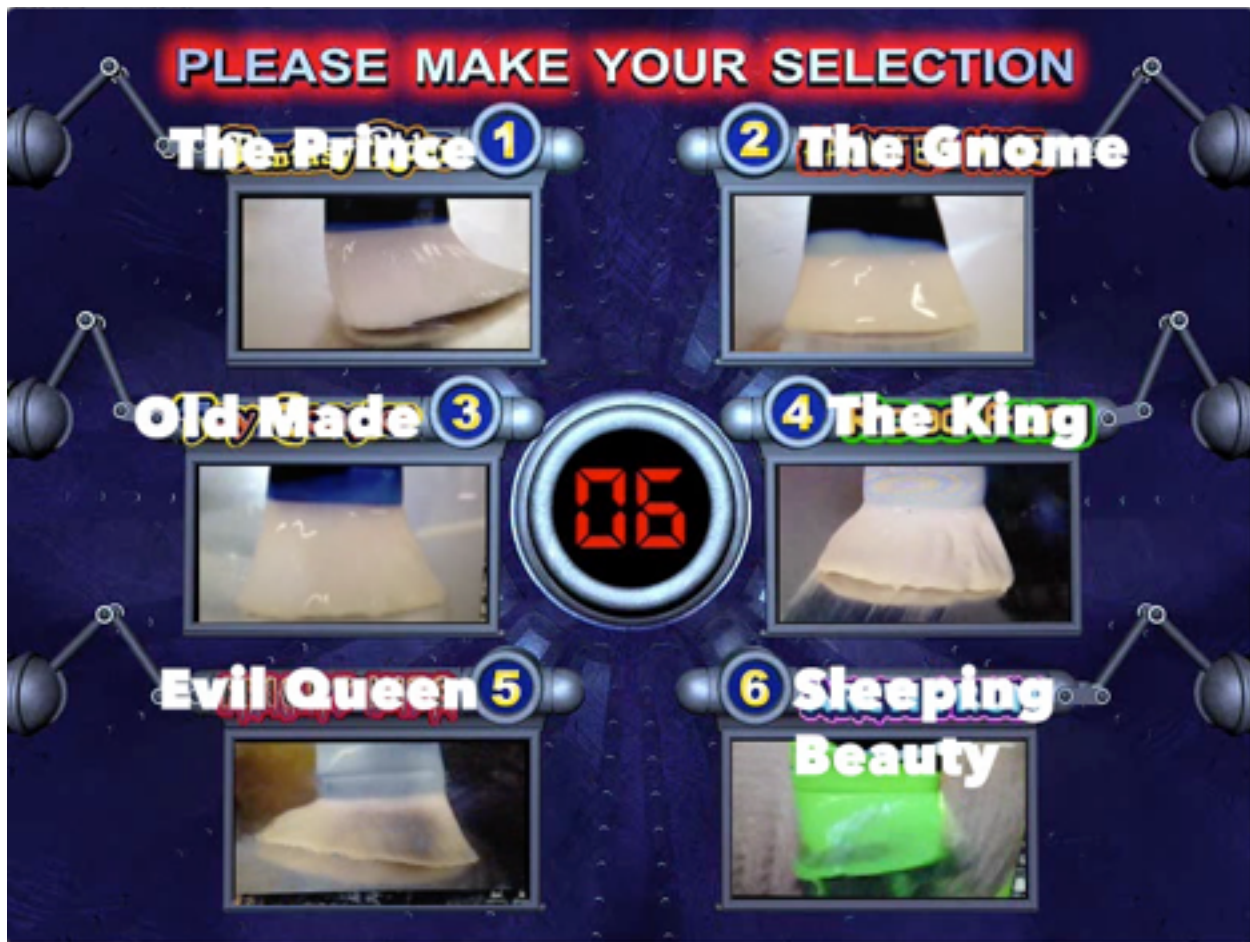 PLEASE MAKE YOUR SELECTION
The Prince 1
2 The Gnome
Old Made 3
4 The King
06
Evil Queen 5
6 Sleeping
Beauty